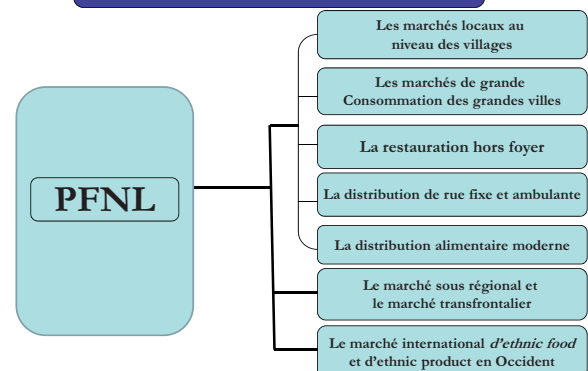 PFNL
Les marchés locaux au
niveau des villages
Les marchés de grande
Consommation des grandes villes
La restauration hors foyer
La distribution de rue fixe et ambulante
La distribution alimentaire moderne
Le marché sous régional et
le marché transfrontalier
Le marché international d'ethnic food
et d'ethnic product en Occident